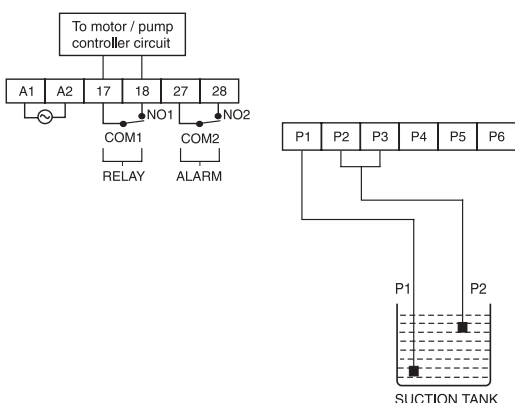 To motor / pump
controller circuit
A1 A2 17 18 27 28
NO1 NO2
COM1 COM2
RELAY ALARM
P1 P2 P3 P4 P5 P6
P1 P2
SUCTION TANK